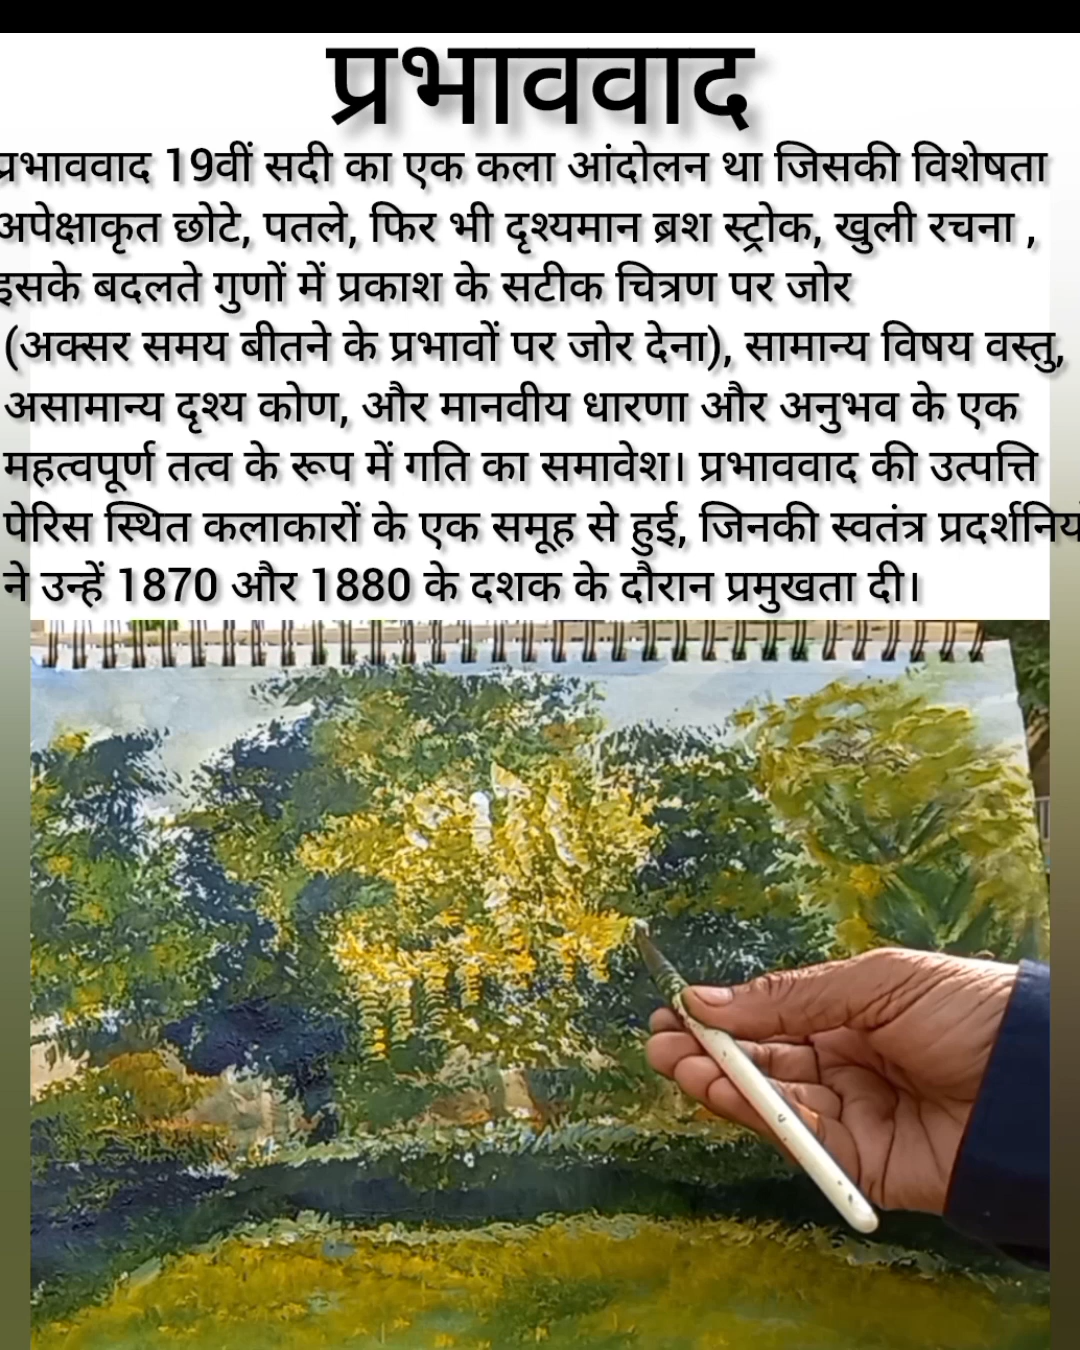 प्रभाववाद
प्रभाववाद 19वीं सदी का एक कला आंदोलन था जिसकी विशेषता
अपेक्षाकृत छोटे, पतले, फिर भी दृश्यमान ब्रश स्ट्रोक, खुली रचना ,
इसके बदलते गुणों में प्रकाश के सटीक चित्रण पर जोर
(अक्सर समय बीतने के प्रभावों पर जोर देना), सामान्य विषय वस्तु,
असामान्य दृश्य कोण, और मानवीय धारणा और अनुभव के एक
महत्वपूर्ण तत्व के रूप में गति का समावेश। प्रभाववाद की उत्पत्ति
पेरिस स्थित कलाकारों के एक समूह से हुई, जिनकी स्वतंत्र
ने उन्हें 1870 और 1880 के दशक के दौरान प्रमुखता दी।